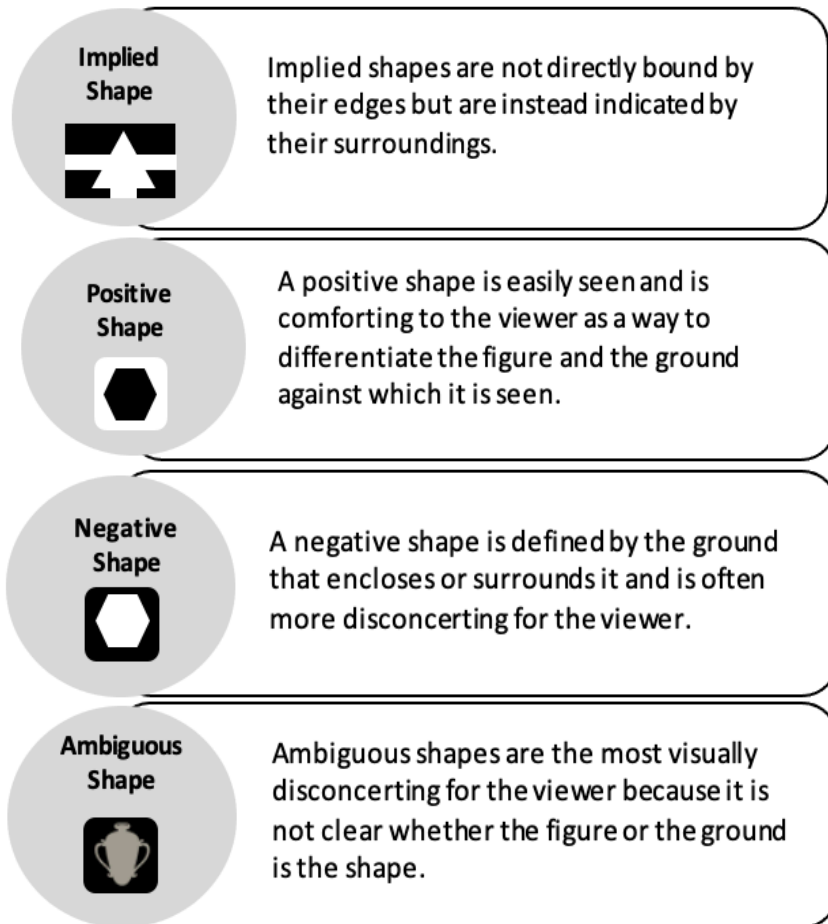 Implied
Shape
Implied shapes are not directly bound by
their edges but are instead indicated by
their surroundings.
Positive
Shape
A positive shape is easily seen and is
comforting to the viewer as a way to
differentiate the figure and the ground
against which it is seen.
Negative
Shape
A negative shape is defined by the ground
that encloses or surrounds it and is often
more disconcerting for the viewer.
Ambiguous
Shape
Ambiguous shapes are the most visually
disconcerting for the viewer because it is
not clear whether the figure or the ground
is the shape.